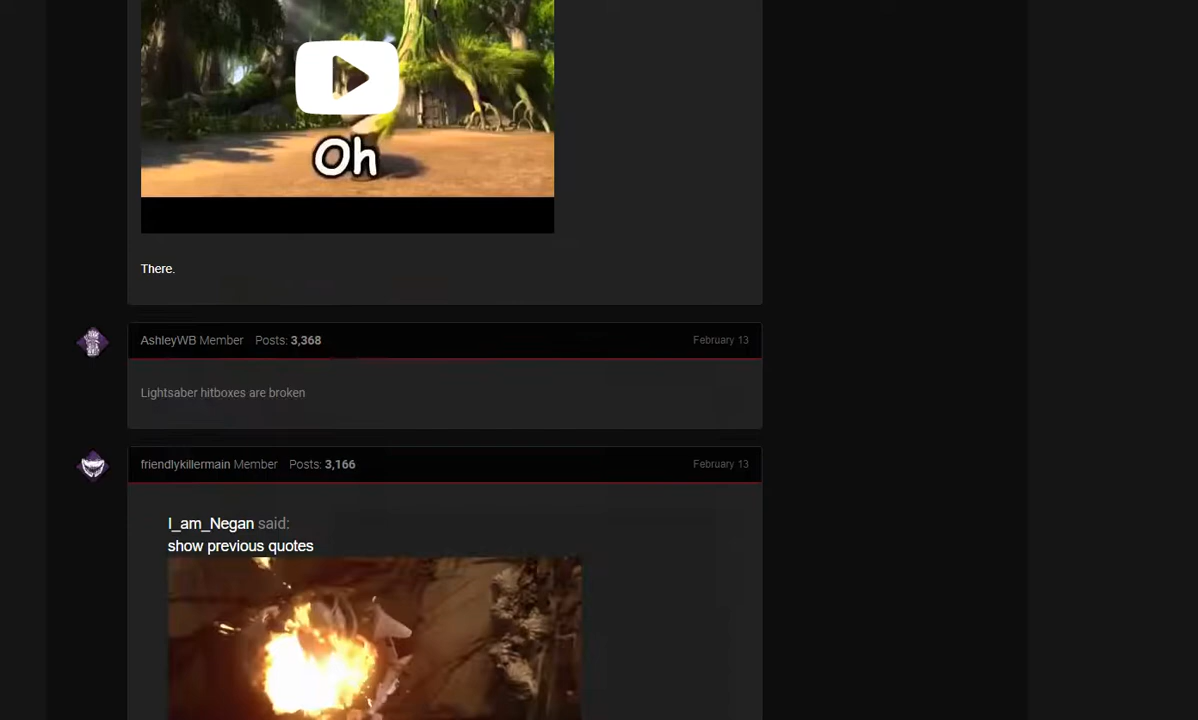 Oh
There.
AshleyWB Member Posts: 3,368 February 13
Lightsaber hitboxes are broken
friendlykillermain Member Posts: 3,166 February 13
I_am_Negan said:
show previous quotes